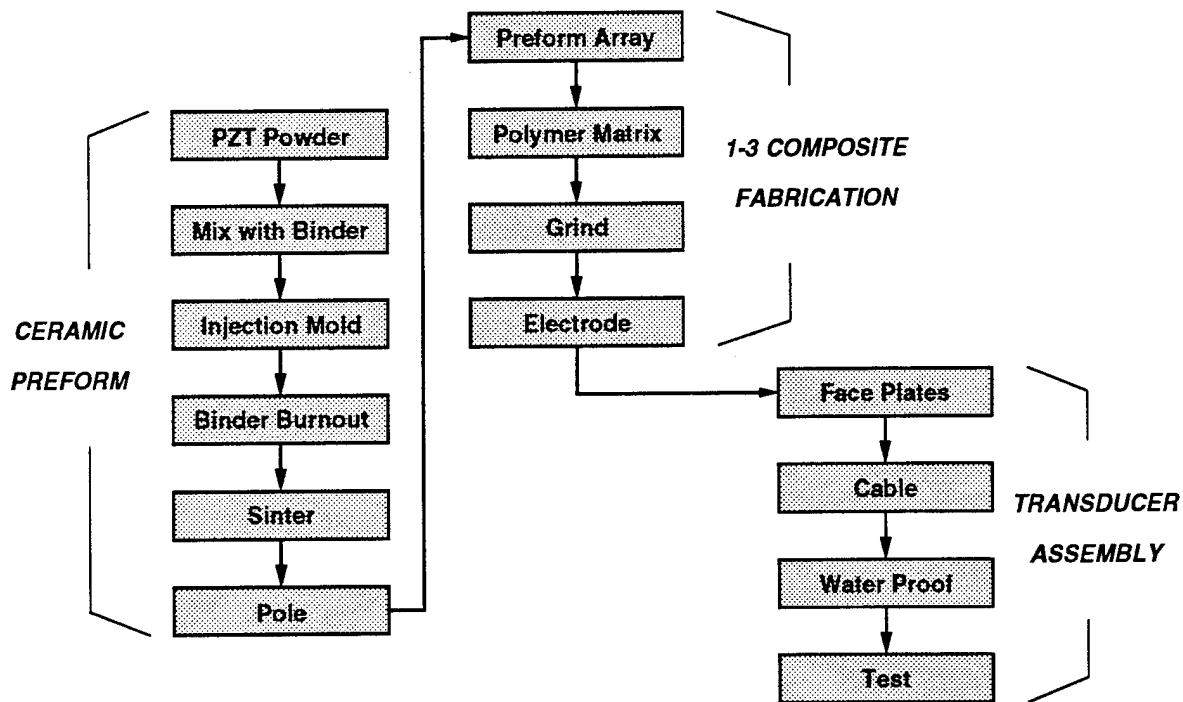 PZT Powder
Mix with Binder
Injection Mold
Binder Burnout
Sinter
Pole
CERAMIC
PREFORM
Preform Array
Polymer Matrix
Grind
Electrode
1-3 COMPOSITE
FABRICATION
Face Plates
Cable
Water Proof
Test
TRANSDUCER
ASSEMBLY